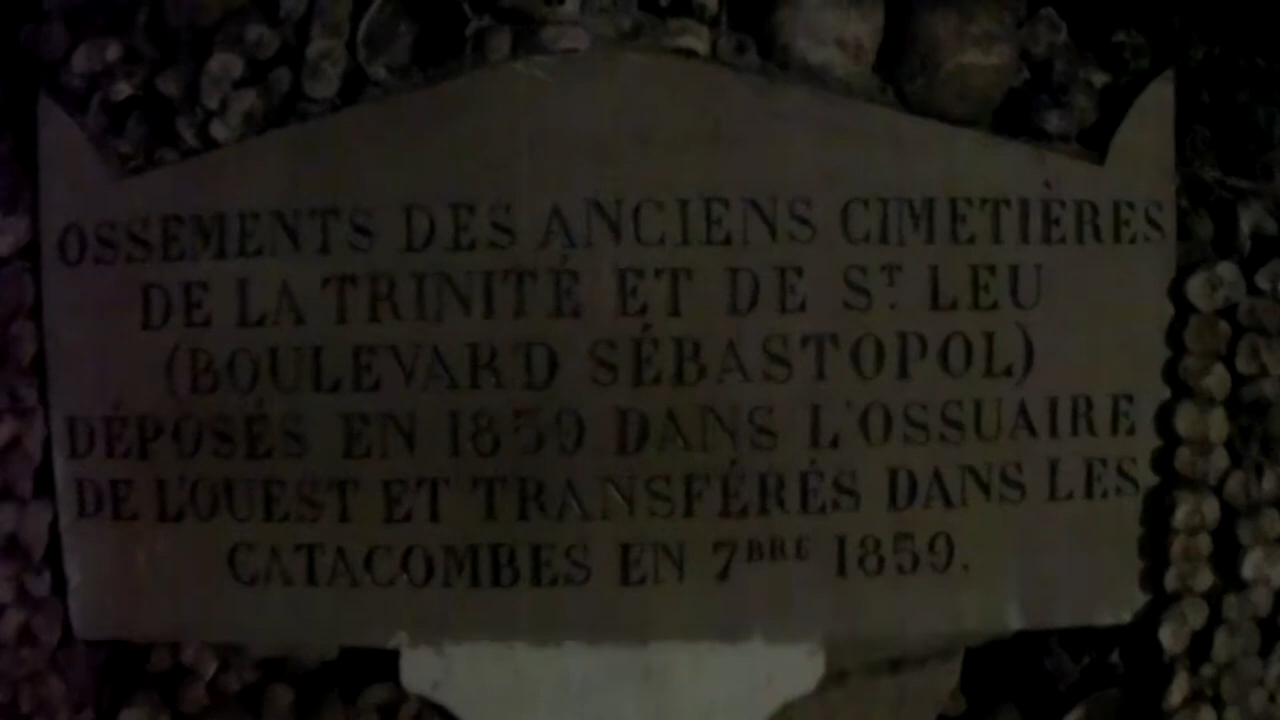 OSSEMENTS DES ANCIENS CIMETIÈRES
DE LA TRINITÉ ET DE ST. LEU
(BOULEVARD SÉBASTOPOL)
DÉPOSÉS EN 1859 DANS L'OSSUAIRE
DE L'OUEST ET TRANSFÉRÉS DANS LES
CATACOMBES EN 7BRE 1859.